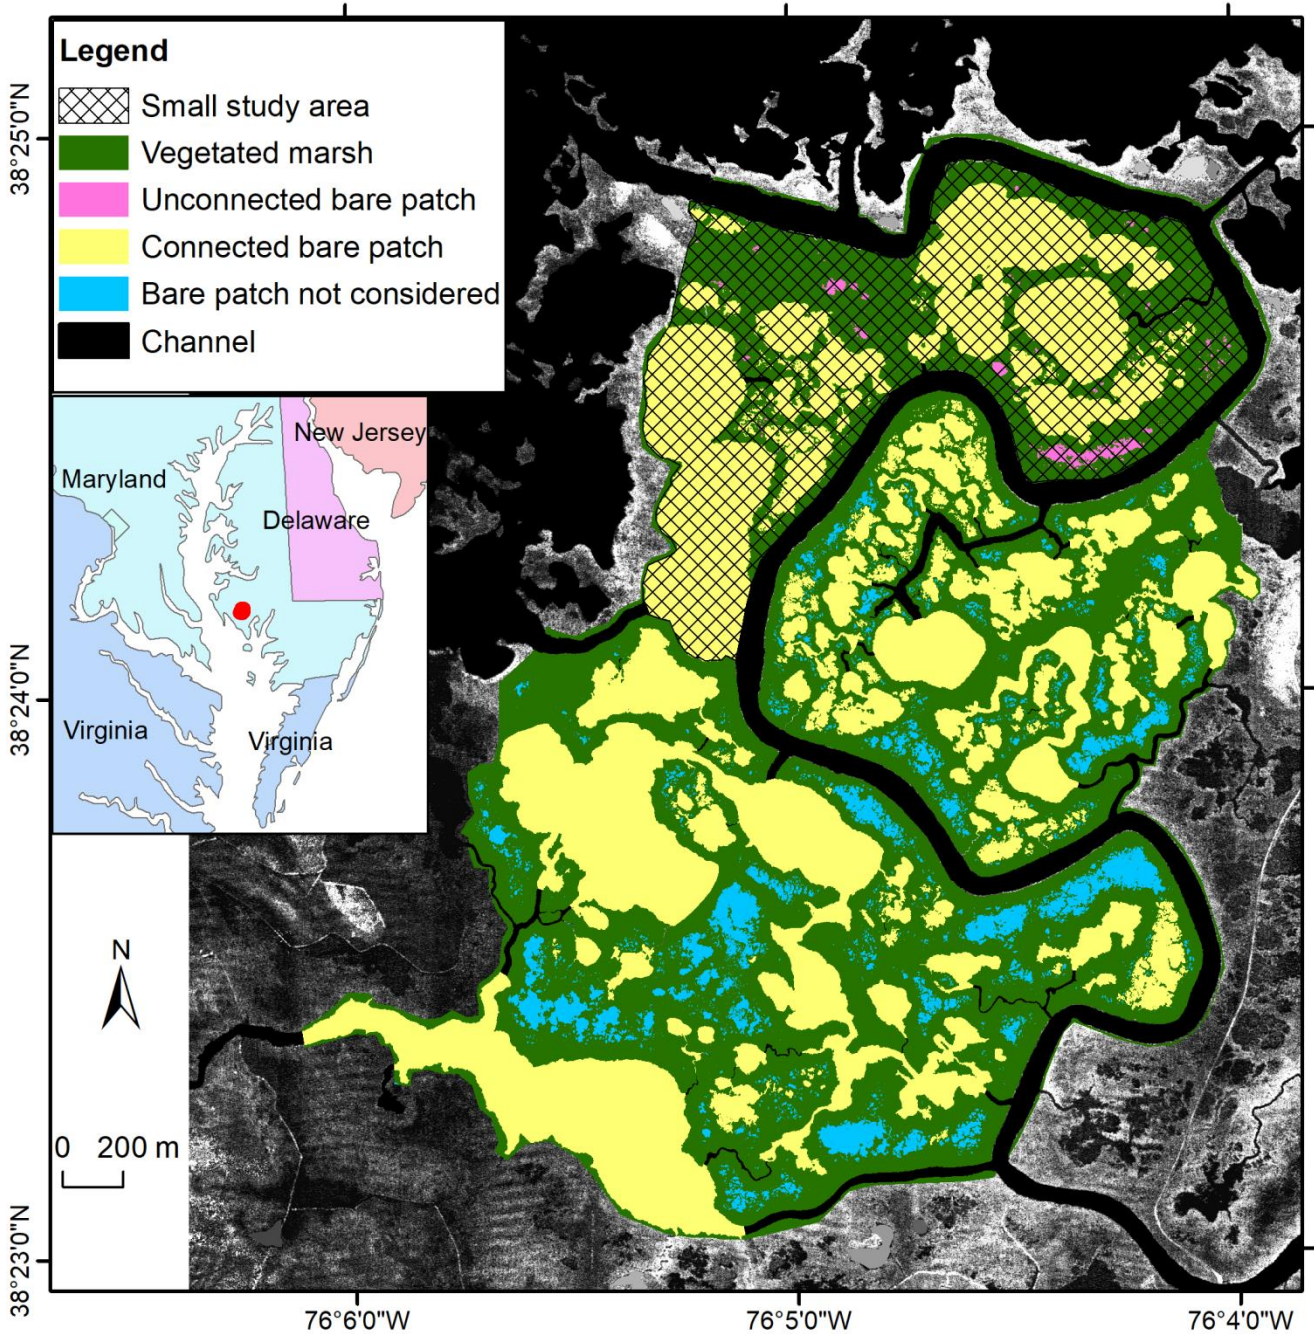 Legend
Small study area
Vegetated marsh
Unconnected bare patch
Connected bare patch
Bare patch not considered
Channel
New Jersey
Maryland
Delaware
Virginia
Virginia
N
0 200 m
38°25'0"N
38°24'0"N
38°23'0"N
76°6'0"W
76°5'0"W
76°4'0"W